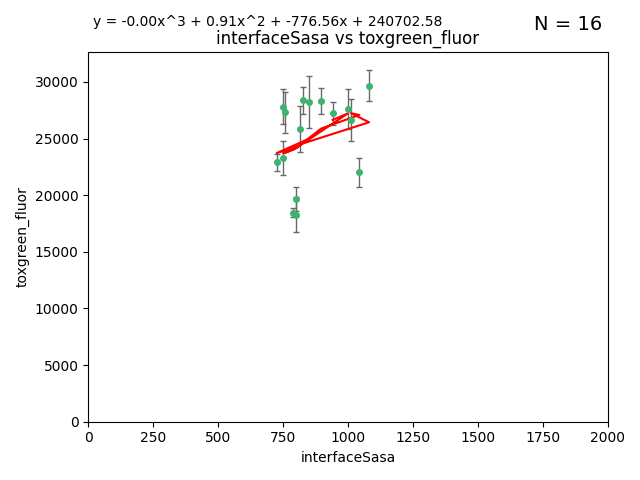 y = -0.00x^3 + 0.91x^2 + -776.56x + 240702.58
N = 16
interfaceSasa vs toxgreen_fluor
30000
25000
20000
15000
10000
5000
0
toxgreen_fluor
0 250 500 750 1000 1250 1500 1750 2000
interfaceSasa